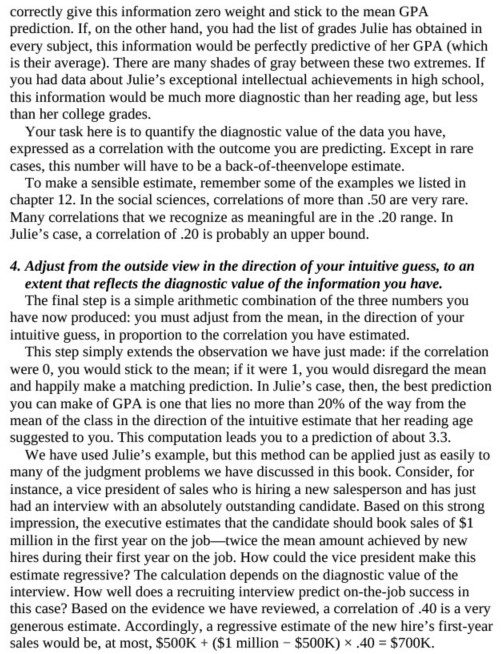 correctly give this information zero weight and stick to the mean GPA
prediction. If, on the other hand, you had the list of grades Julie has obtained in
every subject, this information would be perfectly predictive of her GPA (which
is their average). There are many shades of gray between these two extremes. If
you had data about Julie’s exceptional intellectual achievements in high school,
this information would be much more diagnostic than her reading age, but less
than her college grades.
Your task here is to quantify the diagnostic value of the data you have,
expressed as a correlation with the outcome you are predicting. Except in rare
cases, this number will have to be a back-of-theenvelope estimate.
To make a sensible estimate, remember some of the examples we listed in
chapter 12. In the social sciences, correlations of more than .50 are very rare.
Many correlations that we recognize as meaningful are in the .20 range. In
Julie’s case, a correlation of .20 is probably an upper bound.
4. Adjust from the outside view in the direction of your intuitive guess, to an
extent that reflects the diagnostic value of the information you have.
The final step is a simple arithmetic combination of the three numbers you
have now produced: you must adjust from the mean, in the direction of your
intuitive guess, in proportion to the correlation you have estimated.
This step simply extends the observation we have just made: if the correlation
were 0, you would stick to the mean; if it were 1, you would disregard the mean
and happily make a matching prediction. In Julie’s case, then, the best prediction
you can make of GPA is one that lies no more than 20% of the way from the
mean of the class in the direction of the intuitive estimate that her reading age
suggested to you. This computation leads you to a prediction of about 3.3.
We have used Julie’s example, but this method can be applied just as easily to
many of the judgment problems we have discussed in this book. Consider, for
instance, a vice president of sales who is hiring a new salesperson and has just
had an interview with an absolutely outstanding candidate. Based on this strong
impression, the executive estimates that the candidate should book sales of $1
million in the first year on the job—twice the mean amount achieved by new
hires during their first year on the job. How could the vice president make this
estimate regressive? The calculation depends on the diagnostic value of the
interview. How well does a recruiting interview predict on-the-job success in
this case? Based on the evidence we have reviewed, a correlation of .40 is a very
generous estimate. Accordingly, a regressive estimate of the new hire’s first-year
sales would be, at most, $500K + ($1 million − $500K) × .40 = $700K.